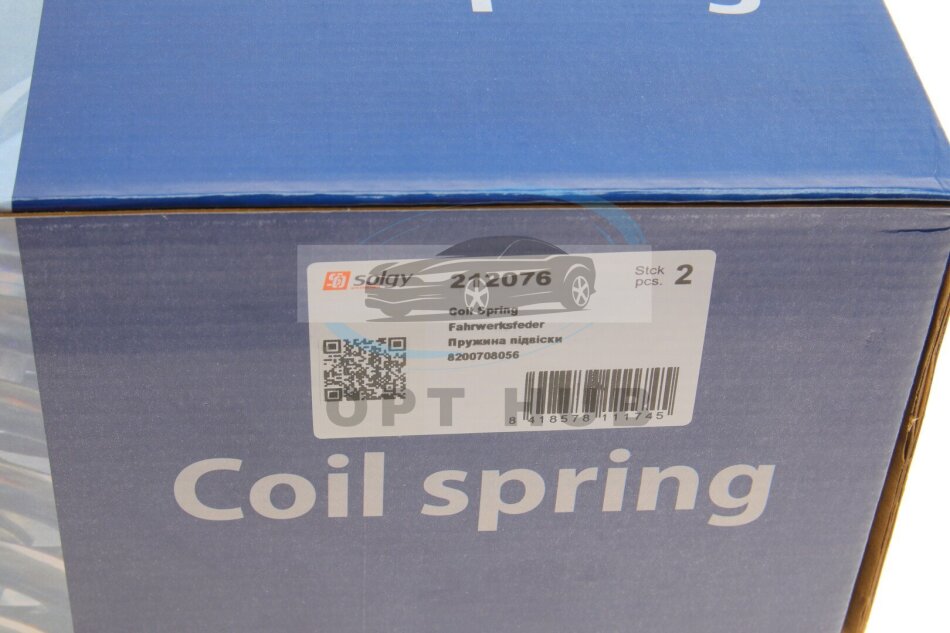 solgy 212076 Stck 2
pcs.
Coil Spring
Fahrwerksfeder
Пружина підвіски
8200708056
OPT HUB
8 418578 111745
Coil spring